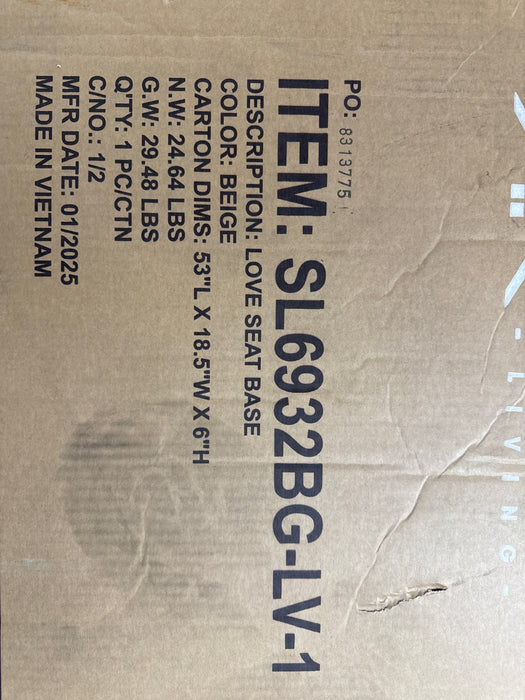 - LIVING -
PO: 8313775
ITEM: SL6932BG-LV-1
DESCRIPTION: LOVE SEAT BASE
COLOR: BEIGE
CARTON DIMS: 53"L X 18.5"W X 6"H
N.W: 24.64 LBS
G.W: 29.48 LBS
Q'TY: 1 PC/CTN
C/NO.: 1/2
MFR DATE: 01/2025
MADE IN VIETNAM